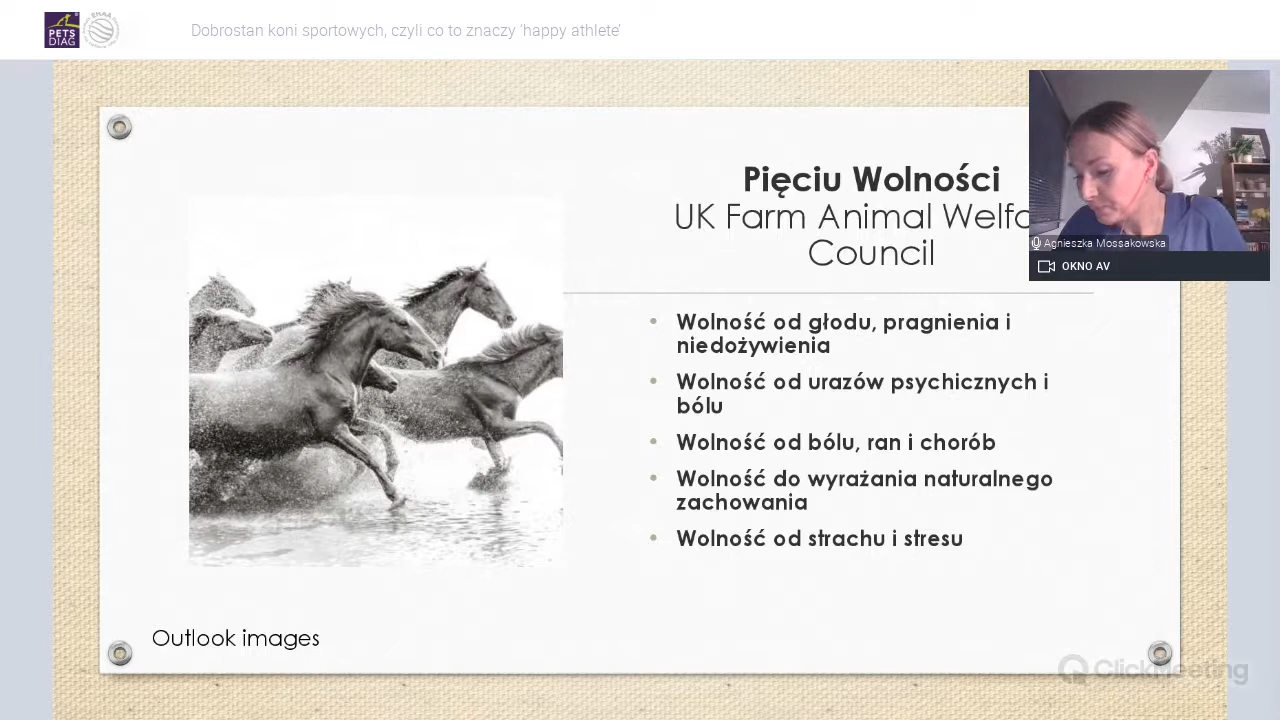 PETS
DIAG
Dobrostan koni sportowych, czyli co to znaczy 'happy athlete'
Pięciu Wolności
UK Farm Animal Welfa
Council
Agnieszka Mossakowska
OKNO AV
Wolność od głodu, pragnienia i
niedożywienia
Wolność od urazów psychicznych i
bólu
Wolność od bólu, ran i chorób
Wolność do wyrażania naturalnego
zachowania
Wolność od strachu i stresu
Outlook images
ClickMeeting